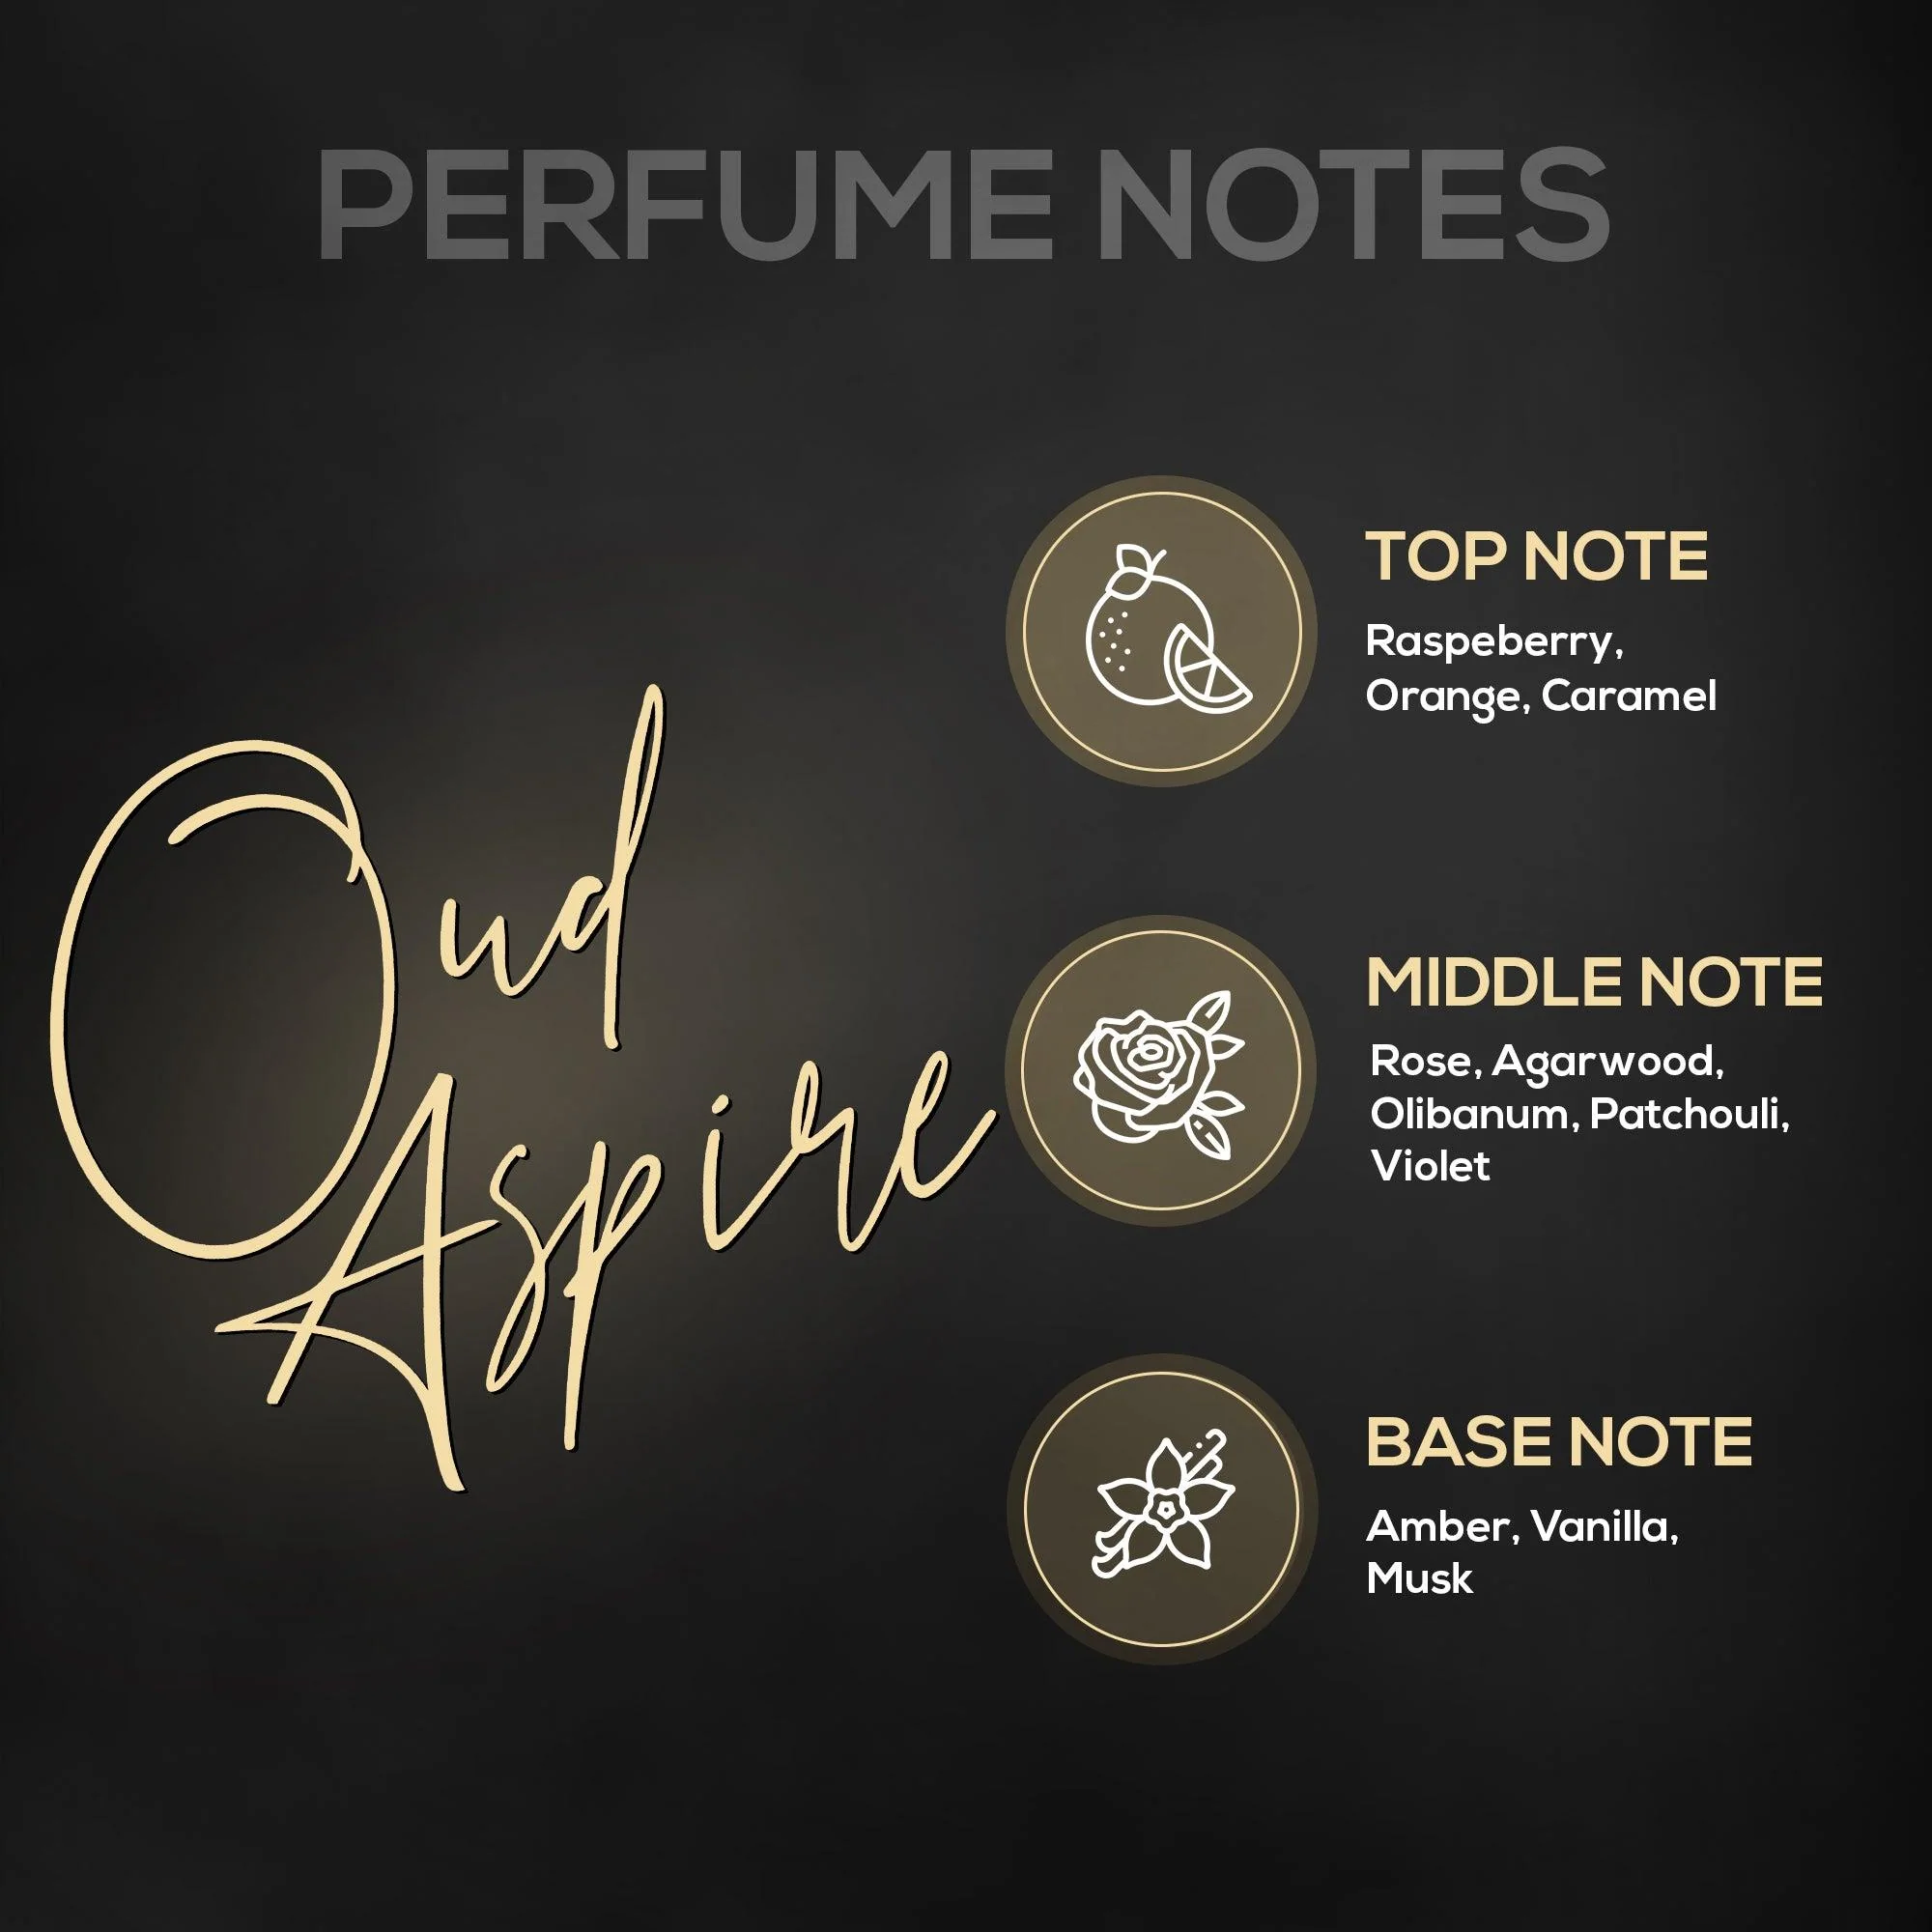 PERFUME NOTES
Oud
Aspire
TOP NOTE
Raspeberry,
Orange, Caramel
MIDDLE NOTE
Rose, Agarwood,
Olibanum, Patchouli,
Violet
BASE NOTE
Amber, Vanilla,
Musk